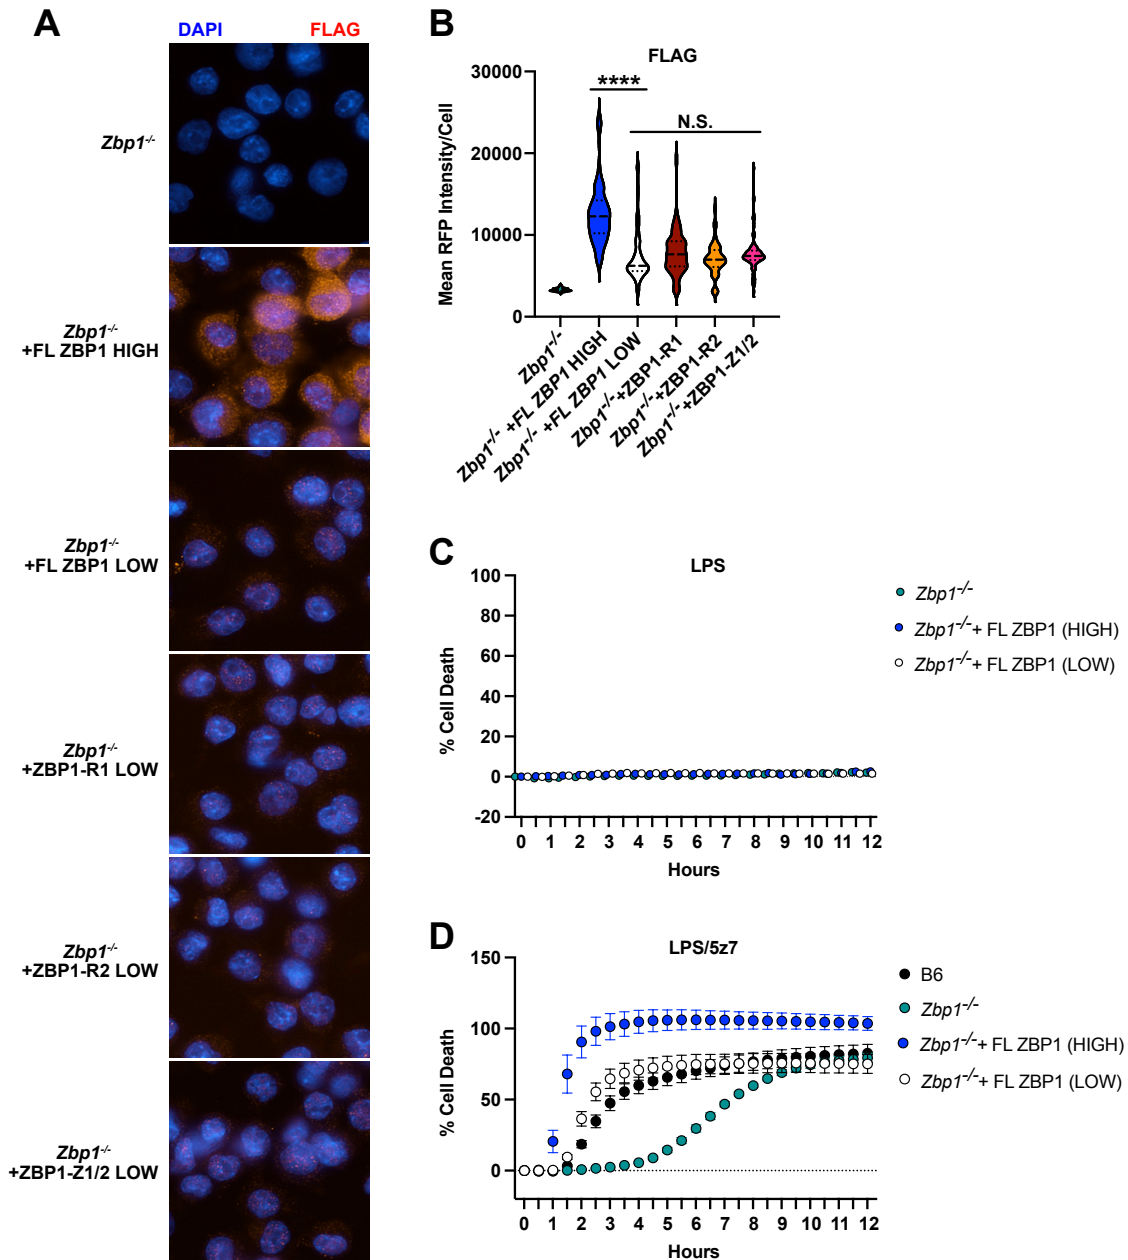 A
DAPI FLAG
Zbp1-/-
Zbp1-/-
+FL ZBP1 HIGH
Zbp1-/-
+FL ZBP1 LOW
Zbp1-/-
+ZBP1-R1 LOW
Zbp1-/-
+ZBP1-R2 LOW
Zbp1-/-
+ZBP1-Z1/2 LOW
B
FLAG
Mean RFP Intensity/Cell
30000
20000
10000
0
****
N.S.
Zbp1-/-
Zbp1-/- +FL ZBP1 HIGH
Zbp1-/- +FL ZBP1 LOW
Zbp1-/-+ZBP1-R1
Zbp1-/-+ZBP1-R2
Zbp1-/-+ZBP1-Z1/2
C
LPS
% Cell Death
100
80
60
40
20
0
-20
0 1 2 3 4 5 6 7 8 9 10 11 12
Hours
Zbp1-/-
Zbp1-/-+ FL ZBP1 (HIGH)
Zbp1-/-+ FL ZBP1 (LOW)
D
LPS/5z7
% Cell Death
150
100
50
0
0 1 2 3 4 5 6 7 8 9 10 11 12
Hours
B6
Zbp1-/-
Zbp1-/-+ FL ZBP1 (HIGH)
Zbp1-/-+ FL ZBP1 (LOW)